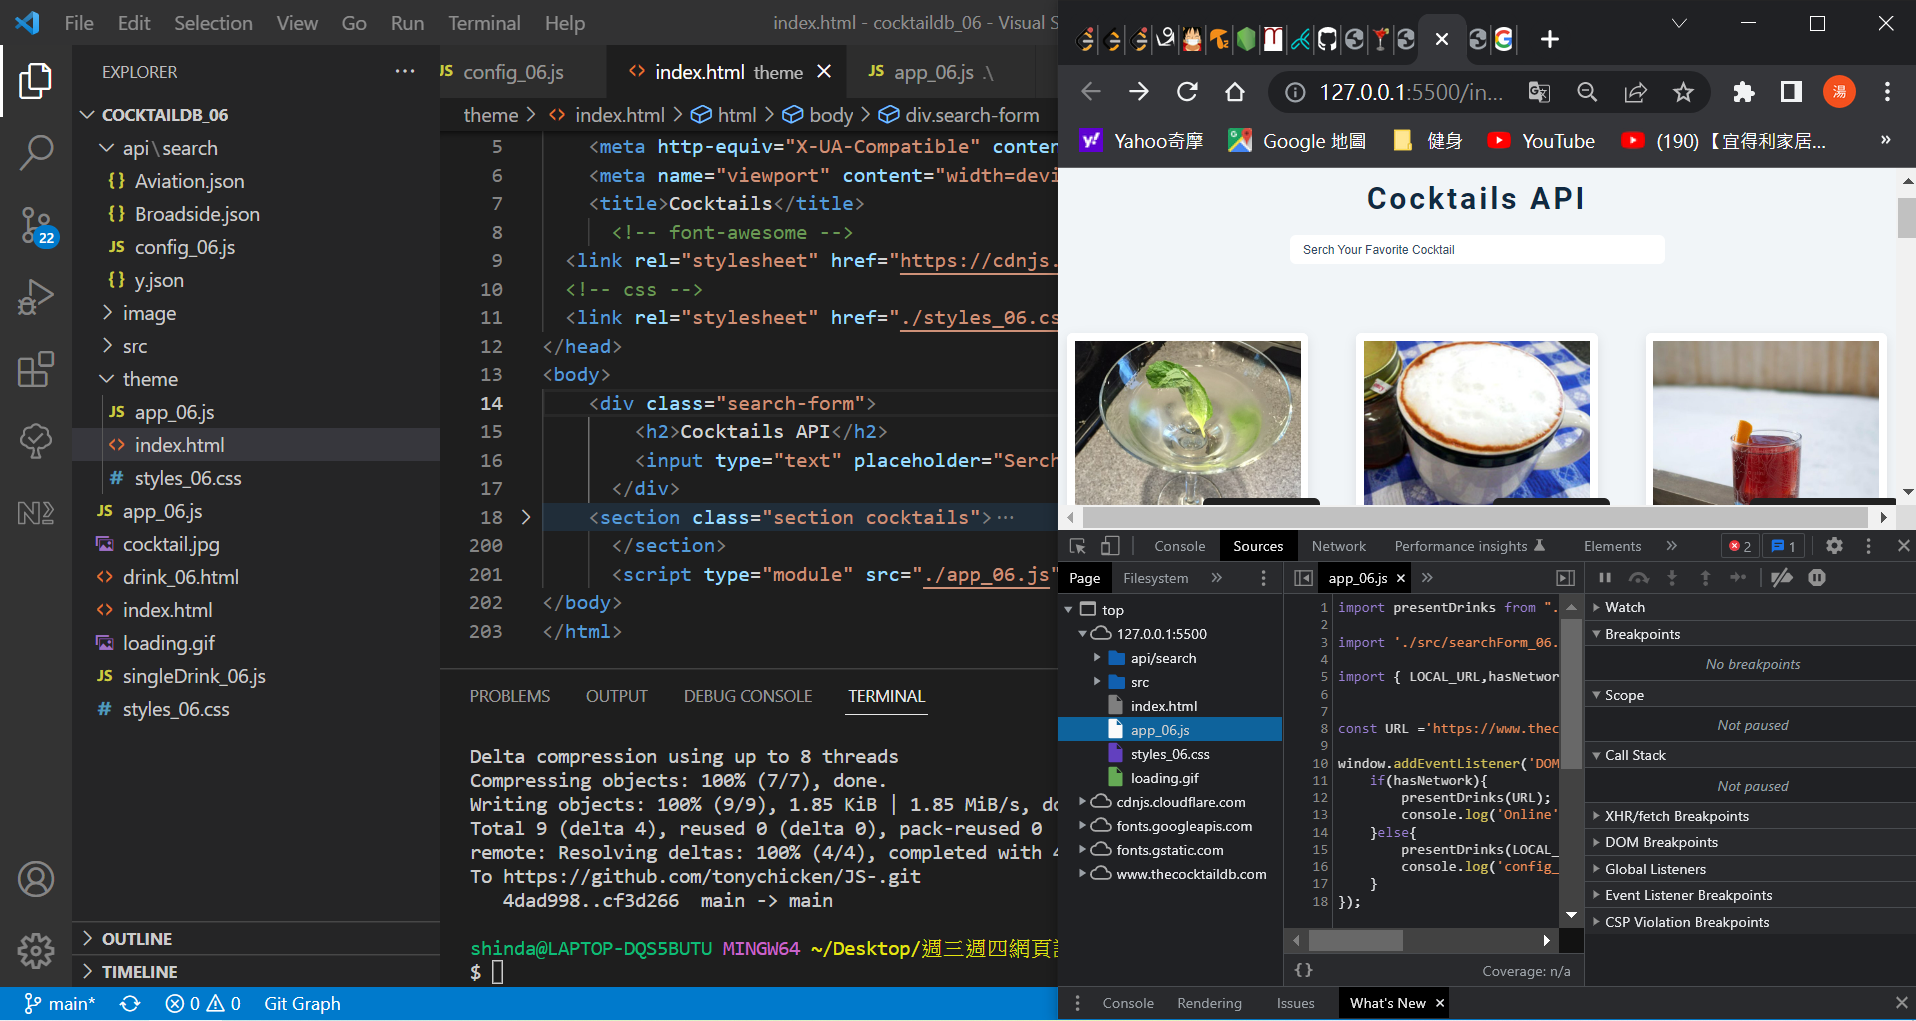 File Edit Selection View Go Run Terminal Help index.html - cocktaildb_06 - Visual S
EXPLORER
COCKTAILDB_06
api\search
{} Aviation.json
{} Broadside.json
JS config_06.js
{} y.json
image
src
theme
JS app_06.js
<> index.html
# styles_06.css
JS app_06.js
cocktail.jpg
<> drink_06.html
<> index.html
loading.gif
JS singleDrink_06.js
# styles_06.css
OUTLINE
TIMELINE
22
JS config_06.js <> index.html theme JS app_06.js .\
theme > <> index.html > html > body > div.search-form
5 <meta http-equiv="X-UA-Compatible" conten
6 <meta name="viewport" content="width=devi
7 <title>Cocktails</title>
8 <!-- font-awesome -->
9 <link rel="stylesheet" href="https://cdnjs.
10 <!-- css -->
11 <link rel="stylesheet" href="./styles_06.cs
12 </head>
13 <body>
14 <div class="search-form">
15 <h2>Cocktails API</h2>
16 <input type="text" placeholder="Serch
17 </div>
18 <section class="section cocktails">…
200 </section>
201 <script type="module" src="./app_06.js"
202 </body>
203 </html>
PROBLEMS OUTPUT DEBUG CONSOLE TERMINAL
Delta compression using up to 8 threads
Compressing objects: 100% (7/7), done.
Writing objects: 100% (9/9), 1.85 KiB | 1.85 MiB/s, do
Total 9 (delta 4), reused 0 (delta 0), pack-reused 0
remote: Resolving deltas: 100% (4/4), completed with 4
To https://github.com/tonychicken/JS-.git
4dad998..cf3d266 main -> main
shinda@LAPTOP-DQS5BUTU MINGW64 ~/Desktop/週三週四網頁
$
main* 0 0 Git Graph
127.0.0.1:5500/in... 湯
Yahoo奇摩 Google 地圖 健身 YouTube (190) 【宜得利家居... »
Cocktails API
Serch Your Favorite Cocktail
Console Sources Network Performance insights Elements » 2 1
Page Filesystem » app_06.js »
top
127.0.0.1:5500
api/search
src
index.html
app_06.js
styles_06.css
loading.gif
cdnjs.cloudflare.com
fonts.googleapis.com
fonts.gstatic.com
www.thecocktaildb.com
1 import presentDrinks from ".
2
3 import './src/searchForm_06.
4
5 import { LOCAL_URL,hasNetwor
6
7
8 const URL ='https://www.thec
9
10 window.addEventListener('DOM
11 if(hasNetwork){
12 presentDrinks(URL);
13 console.log('Online'
14 }else{
15 presentDrinks(LOCAL_
16 console.log('config_
17 }
18 });
{} Coverage: n/a
Watch
Breakpoints
No breakpoints
Scope
Not paused
Call Stack
Not paused
XHR/fetch Breakpoints
DOM Breakpoints
Global Listeners
Event Listener Breakpoints
CSP Violation Breakpoints
Console Rendering Issues What's New